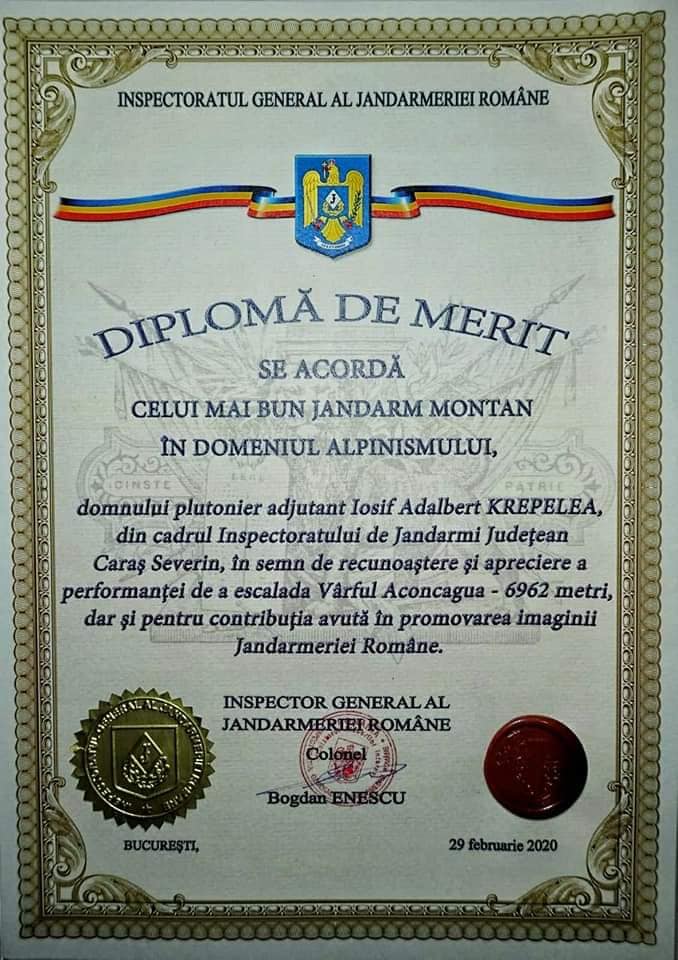 INSPECTORATUL GENERAL AL JANDARMERIEI ROMÂNE
DIPLOMĂ DE MERIT
SE ACORDĂ
CELUI MAI BUN JANDARM MONTAN
ÎN DOMENIUL ALPINISMULUI,
CINSTE
PATRIE
domnului plutonier adjutant Iosif Adalbert KREPELEA,
din cadrul Inspectoratului de Jandarmi Județean
Caraș Severin, în semn de recunoaștere și apreciere a
performanței de a escalada Vârful Aconcagua - 6962 metri,
dar și pentru contribuția avută în promovarea imaginii
Jandarmeriei Române.
INSPECTOR GENERAL AL
JANDARMERIEI ROMÂNE
Colonel
Bogdan ENESCU
BUCUREȘTI,
29 februarie 2020